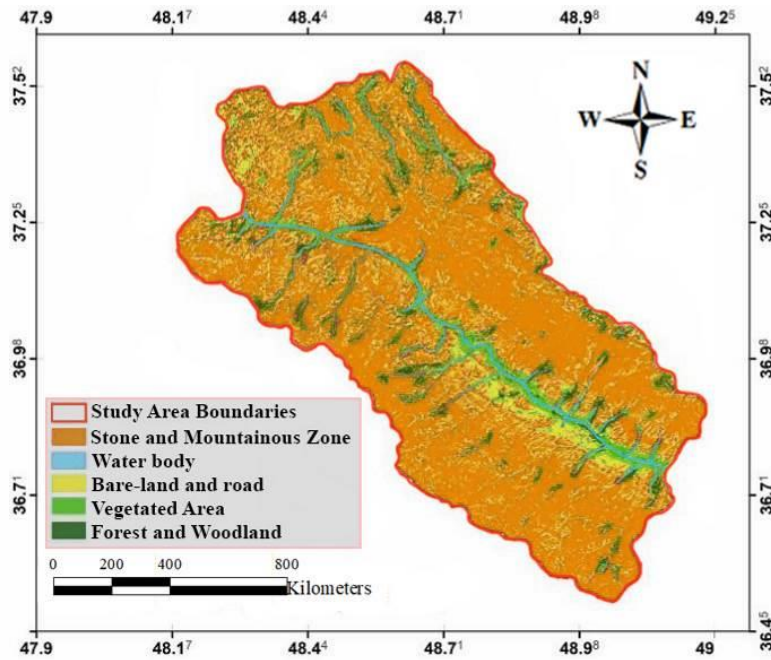 47.9 48.1⁷ 48.4⁴ 48.7¹ 48.9⁸ 49.2⁵
37.5²
37.2⁵
36.9⁸
36.7¹
36.4⁵
N
W E
S
37.5²
37.2⁵
36.9⁸
36.7¹
36.4⁵
Study Area Boundaries
Stone and Mountainous Zone
Water body
Bare-land and road
Vegetated Area
Forest and Woodland
0 200 400 800
Kilometers
47.9 48.1⁷ 48.4⁴ 48.7¹ 48.9⁸ 49.2⁵